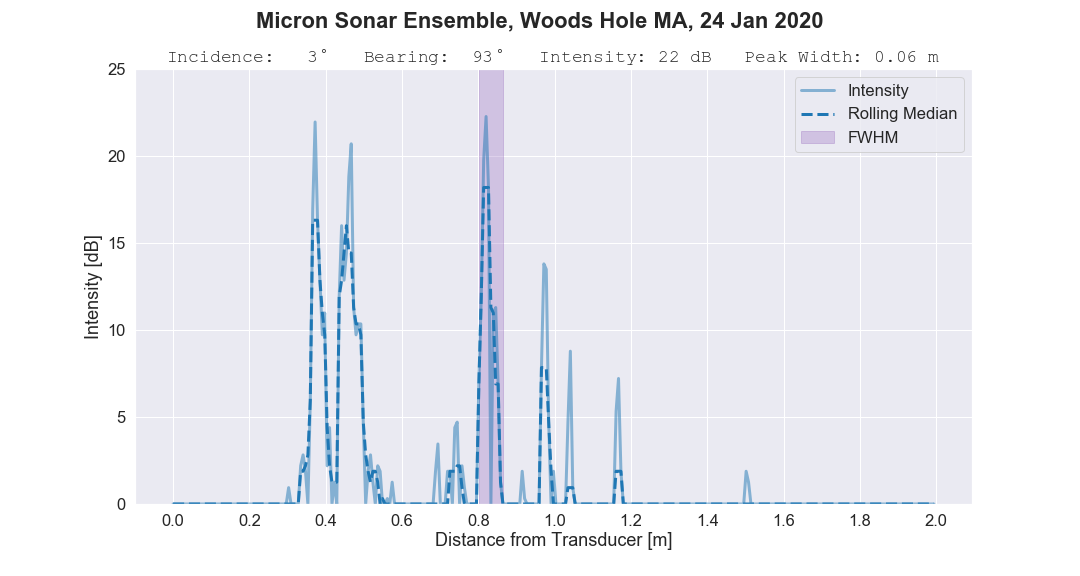 Micron Sonar Ensemble, Woods Hole MA, 24 Jan 2020
Incidence: 3° Bearing: 93° Intensity: 22 dB Peak Width: 0.06 m
Intensity
Rolling Median
FWHM
25
20
15
10
5
0
Intensity [dB]
0.0 0.2 0.4 0.6 0.8 1.0 1.2 1.4 1.6 1.8 2.0
Distance from Transducer [m]